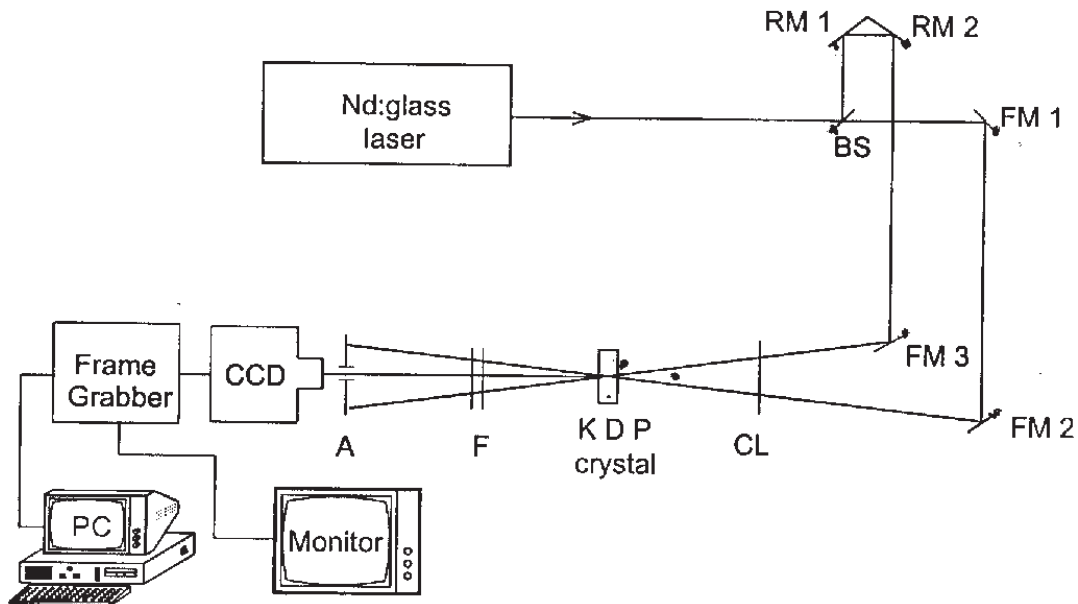 RM 1
RM 2
Nd:glass
laser
FM 1
BS
Frame
Grabber
CCD
FM 3
FM 2
A
F
K D P
crystal
CL
PC
Monitor